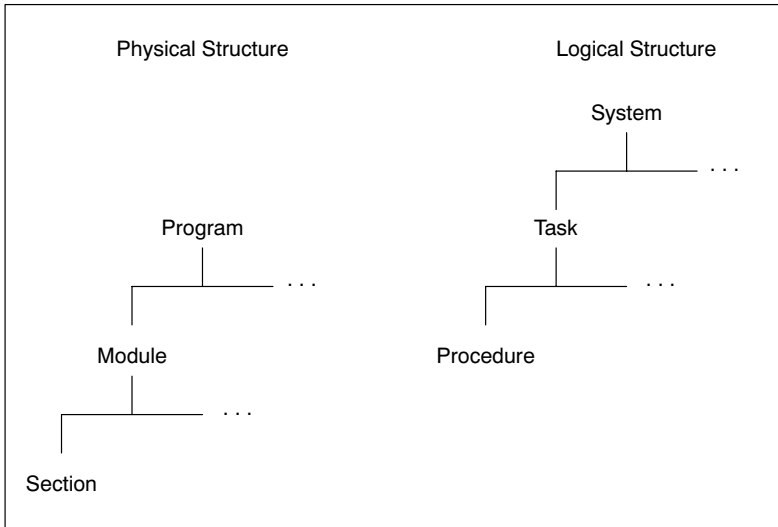 Physical Structure
Logical Structure
System
. . .
Program
Task
. . .
. . .
Module
Procedure
. . .
Section